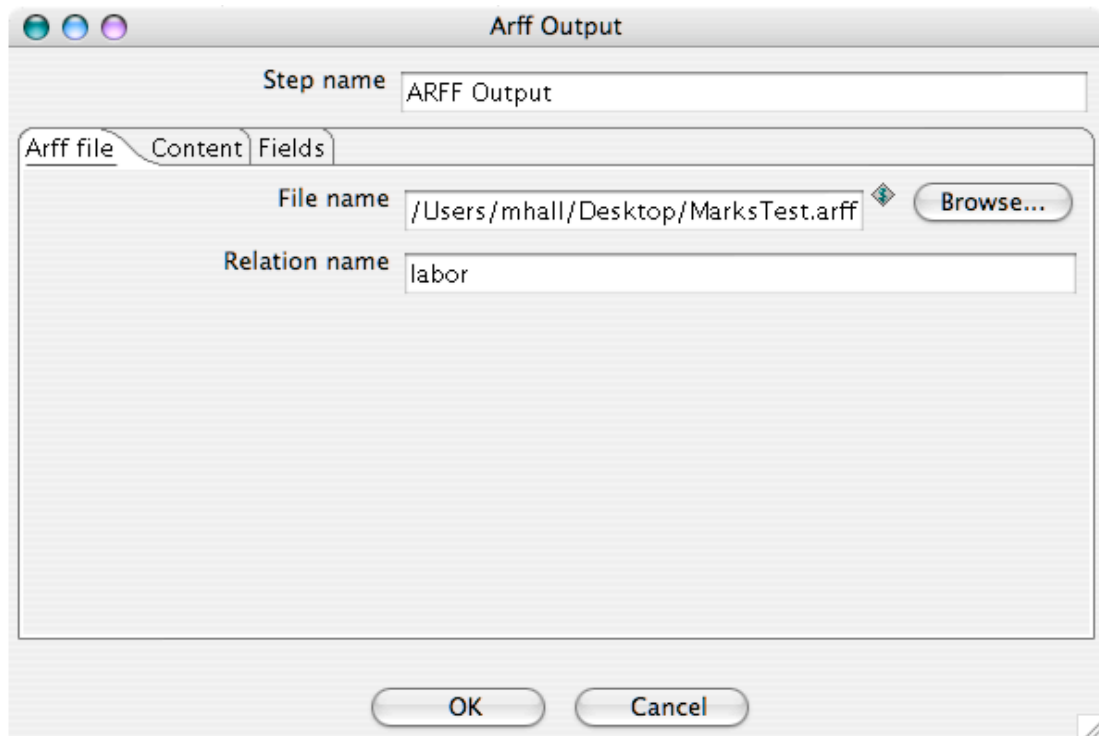 Arff Output
Step name ARFF Output
Arff file Content Fields
File name /Users/mhall/Desktop/MarksTest.arff Browse...
Relation name labor
OK Cancel